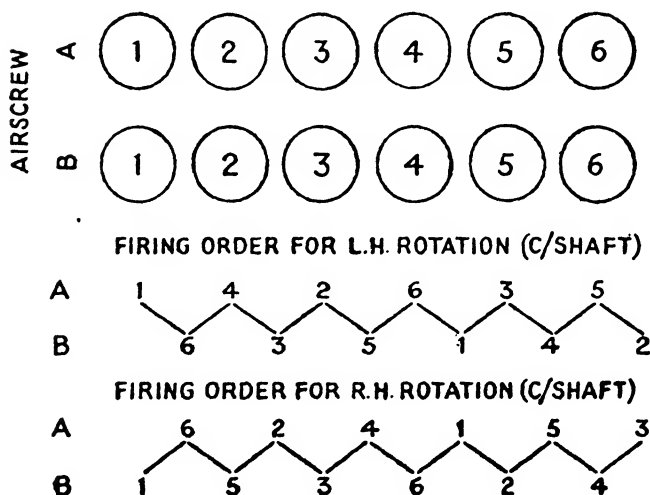 AIRSCREW
A 1 2 3 4 5 6
B 1 2 3 4 5 6
FIRING ORDER FOR L.H. ROTATION (C/SHAFT)
A 1 4 2 6 3 5
B 6 3 5 1 4 2
FIRING ORDER FOR R.H. ROTATION (C/SHAFT)
A 6 2 4 1 5 3
B 1 5 3 6 2 4